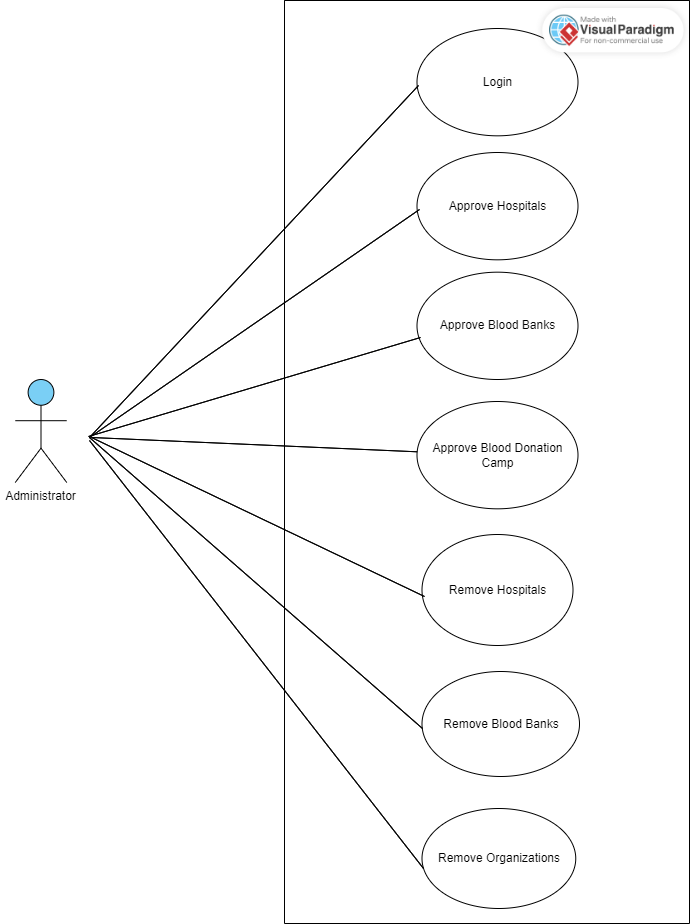 Made with
Visual Paradigm
For non-commercial use
Login
Approve Hospitals
Approve Blood Banks
Approve Blood Donation
Camp
Administrator
Remove Hospitals
Remove Blood Banks
Remove Organizations